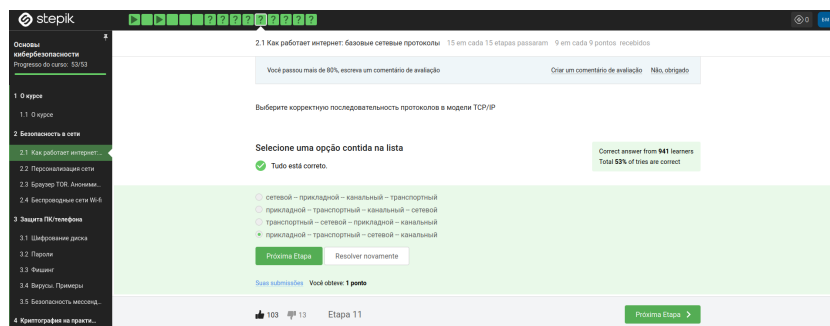 stepik
0
Основы кибербезопасности
Progresso do curso: 53/53
1 О курсе
1.1 О курсе
2 Безопасность в сети
2.1 Как работает интернет...
2.2 Персонализация сети
2.3 Браузер TOR. Аноними...
2.4 Беспроводные сети Wi-fi
3 Защита ПК/телефона
3.1 Шифрование диска
3.2 Пароли
3.3 Фишинг
3.4 Вирусы. Примеры
3.5 Безопасность мессенд...
4 Криптография на практи...
2.1 Как работает интернет: базовые сетевые протоколы 15 em cada 15 etapas passaram 9 em cada 9 pontos recebidos
Você passou mais de 80%, escreva um comentário de avaliação Criar um comentário de avaliação Não, obrigado
Выберите корректную последовательность протоколов в модели TCP/IP
Selecione uma opção contida na lista
Tudo está correto.
Correct answer from 941 learners
Total 53% of tries are correct
сетевой – прикладной – канальный – транспортный
прикладной – транспортный – канальный – сетевой
транспортный – сетевой – прикладной – канальный
прикладной – транспортный – сетевой – канальный
Próxima Etapa Resolver novamente
Suas submissões Você obteve: 1 ponto
103 13 Etapa 11 Próxima Etapa